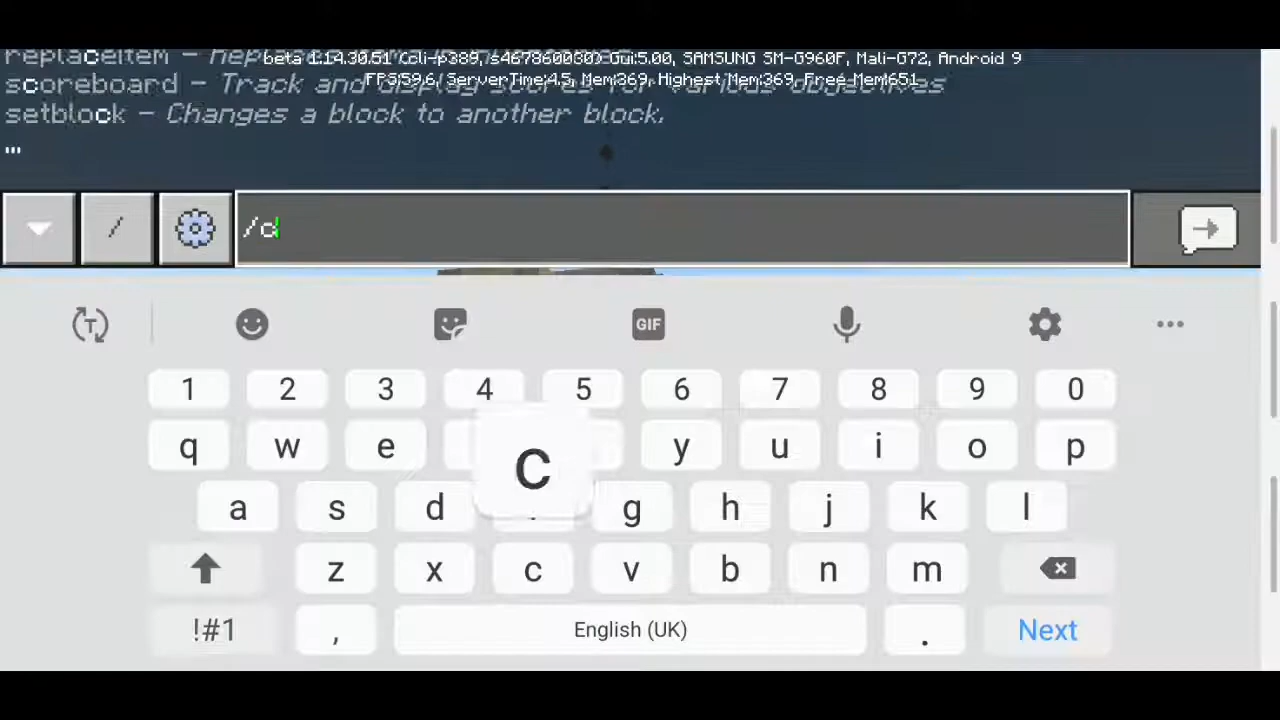 replaceitem –
beta 1.14.30.51 GUI:5.00, SAMSUNG SM-G960F, Mali-G72, Android 9
FPS:59.6, ServerTime:4.5, Mem:369, Highest Mem:369, Free Mem:651
scoreboard – Track and display scores for various objectives
setblock – Changes a block to another block.
...
/ /c
GIF
1 2 3 4 5 6 7 8 9 0
q w e y u i o p
C
a s d g h j k l
z x c v b n m
!#1 , English (UK) . Next